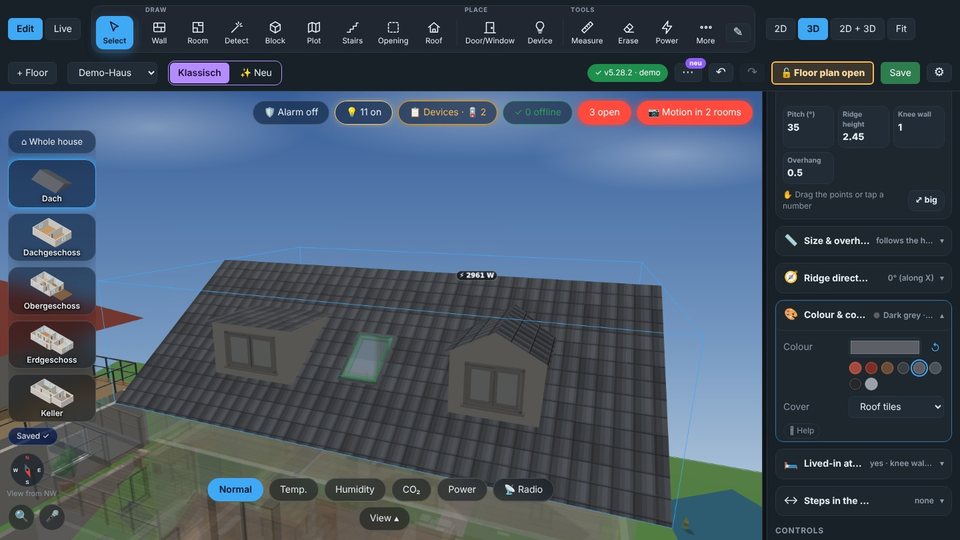 DRAW
PLACE
TOOLS
Edit
Live
Select
Wall
Room
Detect
Block
Plot
Stairs
Opening
Roof
Door/Window
Device
Measure
Erase
Power
More
2D
3D
2D + 3D
Fit
+ Floor
Demo-Haus
Klassisch
✨ Neu
✓ v5.28.2 · demo
neu
Floor plan open
Save
Alarm off
11 on
Devices · 2
✓ 0 offline
3 open
Motion in 2 rooms
Whole house
Dach
Dachgeschoss
Obergeschoss
Erdgeschoss
Keller
Saved ✓
N
W
E
S
View from NW
⚡ 2961 W
Normal
Temp.
Humidity
CO₂
Power
Radio
View ▴
Pitch (°)
35
Ridge height
2.45
Knee wall
1
Overhang
0.5
Drag the points or tap a number
⤢ big
Size & overh...
follows the h...
Ridge direct...
0° (along X)
Colour & co...
Dark grey ·...
Colour
Cover
Roof tiles
Help
Lived-in at...
yes · knee wal...
Steps in the ...
none
CONTROLS